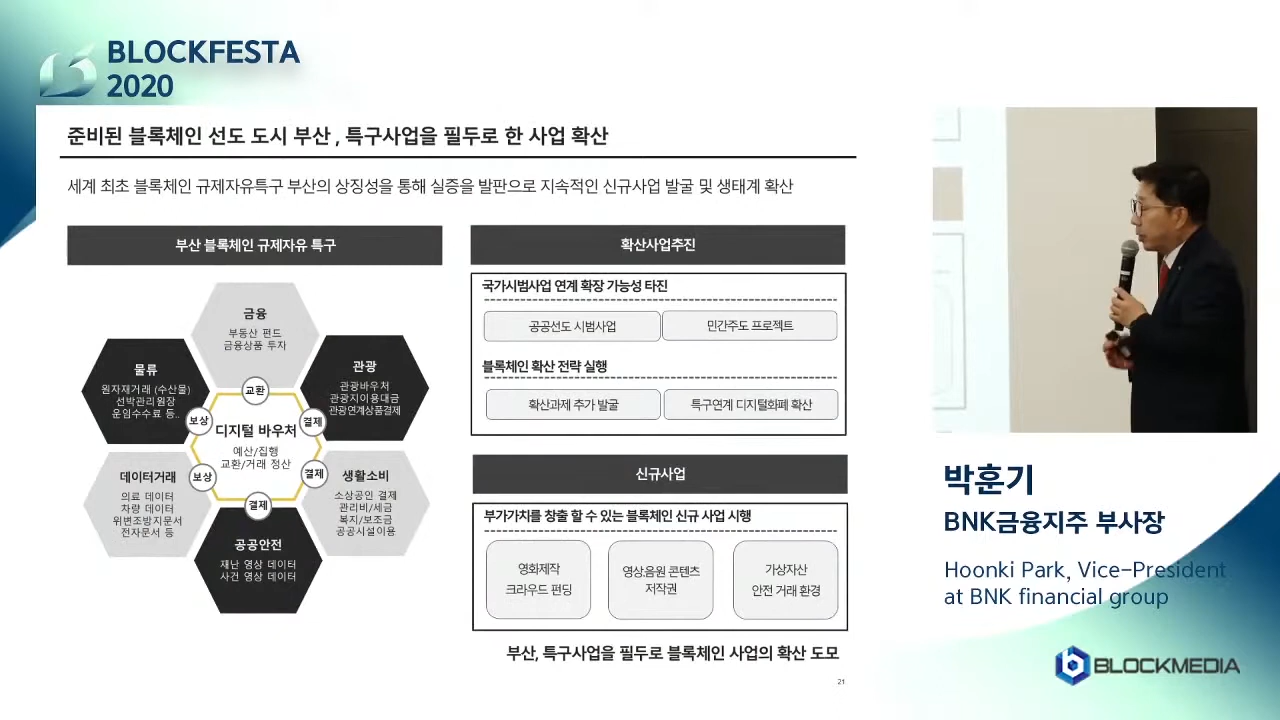 BLOCKFESTA
2020
준비된 블록체인 선도 도시 부산 , 특구사업을 필두로 한 사업 확산
세계 최초 블록체인 규제자유특구 부산의 상징성을 통해 실증을 발판으로 지속적인 신규사업 발굴 및 생태계 확산
부산 블록체인 규제자유 특구
금융
부동산 펀드
금융상품 투자
물류
원자재거래 (수산물)
선박관리원장
운임수수료 등..
관광
관광바우처
관광지이용대금
관광연계상품결제
교환
보상
결제
디지털 바우처
예산/집행
교환/거래 정산
보상
결제
결제
데이터거래
의료 데이터
차량 데이터
위변조방지문서
전자문서 등
생활소비
소상공인 결제
관리비/세금
복지/보조금
공공시설이용
공공안전
재난 영상 데이터
사건 영상 데이터
확산사업추진
국가시범사업 연계 확장 가능성 타진
공공선도 시범사업
민간주도 프로젝트
블록체인 확산 전략 실행
확산과제 추가 발굴
특구연계 디지털화폐 확산
신규사업
부가가치를 창출 할 수 있는 블록체인 신규 사업 시행
영화제작
크라우드 펀딩
영상.음원 콘텐츠
저작권
가상자산
안전 거래 환경
부산, 특구사업을 필두로 블록체인 사업의 확산 도모
21
박훈기
BNK금융지주 부사장
Hoonki Park, Vice-President
at BNK financial group
BLOCKMEDIA